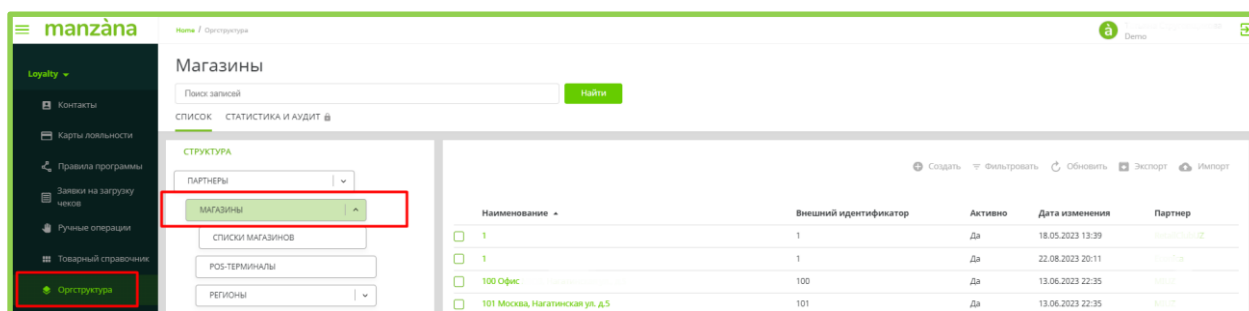 manzàna
Home / Оргструктура
à
Demo
Loyalty
Контакты
Карты лояльности
Правила программы
Заявки на загрузку
чеков
Ручные операции
Товарный справочник
Оргструктура
Магазины
Поиск записей
Найти
СПИСОК СТАТИСТИКА И АУДИТ
СТРУКТУРА
ПАРТНЕРЫ
МАГАЗИНЫ
СПИСКИ МАГАЗИНОВ
POS-ТЕРМИНАЛЫ
РЕГИОНЫ
Создать Фильтровать Обновить Экспорт Импорт
Наименование Внешний идентификатор Активно Дата изменения Партнер
1 1 Да 18.05.2023 13:39
1 1 Да 22.08.2023 20:11
100 Офис 100 Да 13.06.2023 22:35
101 Москва, Нагатинская ул. д.5 101 Да 13.06.2023 22:35